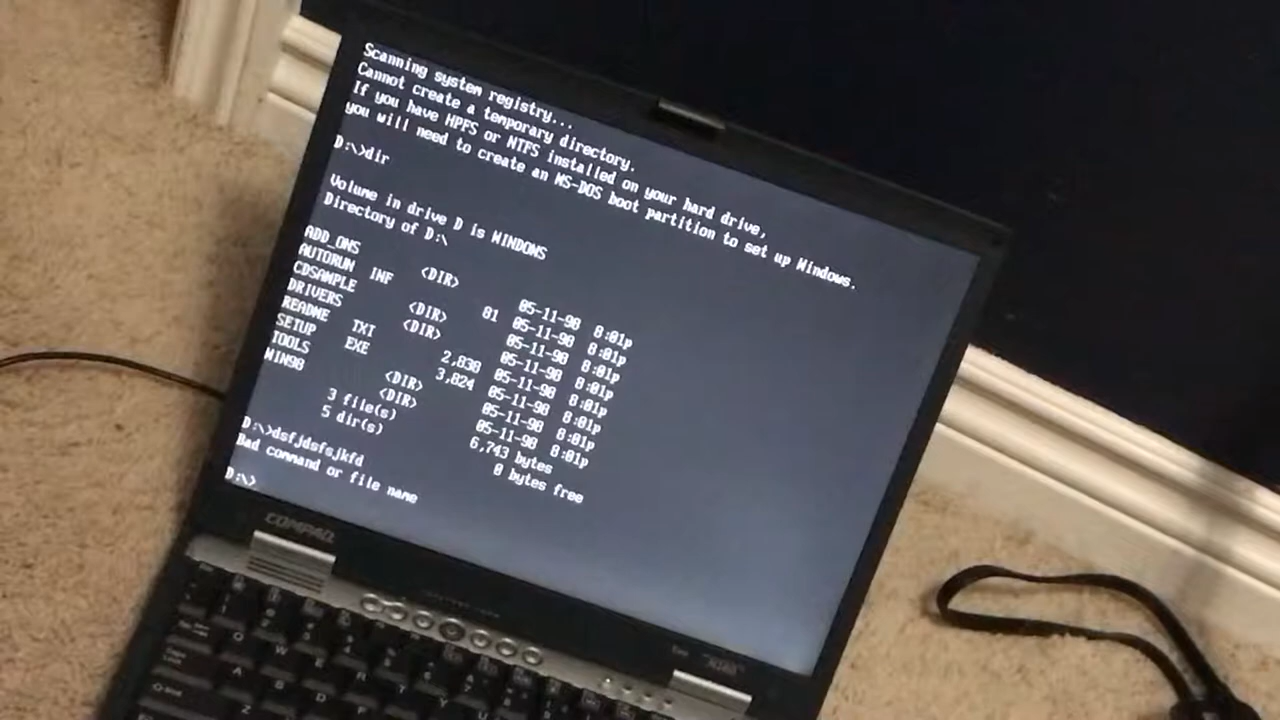 Scanning system registry...
Cannot create a temporary directory.
If you have HPFS or NTFS installed on your hard drive,
you will need to create an MS-DOS boot partition to set up Windows.
D:\>dir
Volume in drive D is WINDOWS
Directory of D:\
ADD_ONS <DIR> 05-11-98 8:01p
AUTORUN INF 81 05-11-98 8:01p
CDSAMPLE <DIR> 05-11-98 8:01p
DRIVERS <DIR> 05-11-98 8:01p
README TXT 2,830 05-11-98 8:01p
SETUP EXE 3,824 05-11-98 8:01p
TOOLS <DIR> 05-11-98 8:01p
WIN98 <DIR> 05-11-98 8:01p
3 file(s) 6,743 bytes
5 dir(s) 0 bytes free
D:\>dsfjdsfsjkfd
Bad command or file name
D:\>
COMPAQ